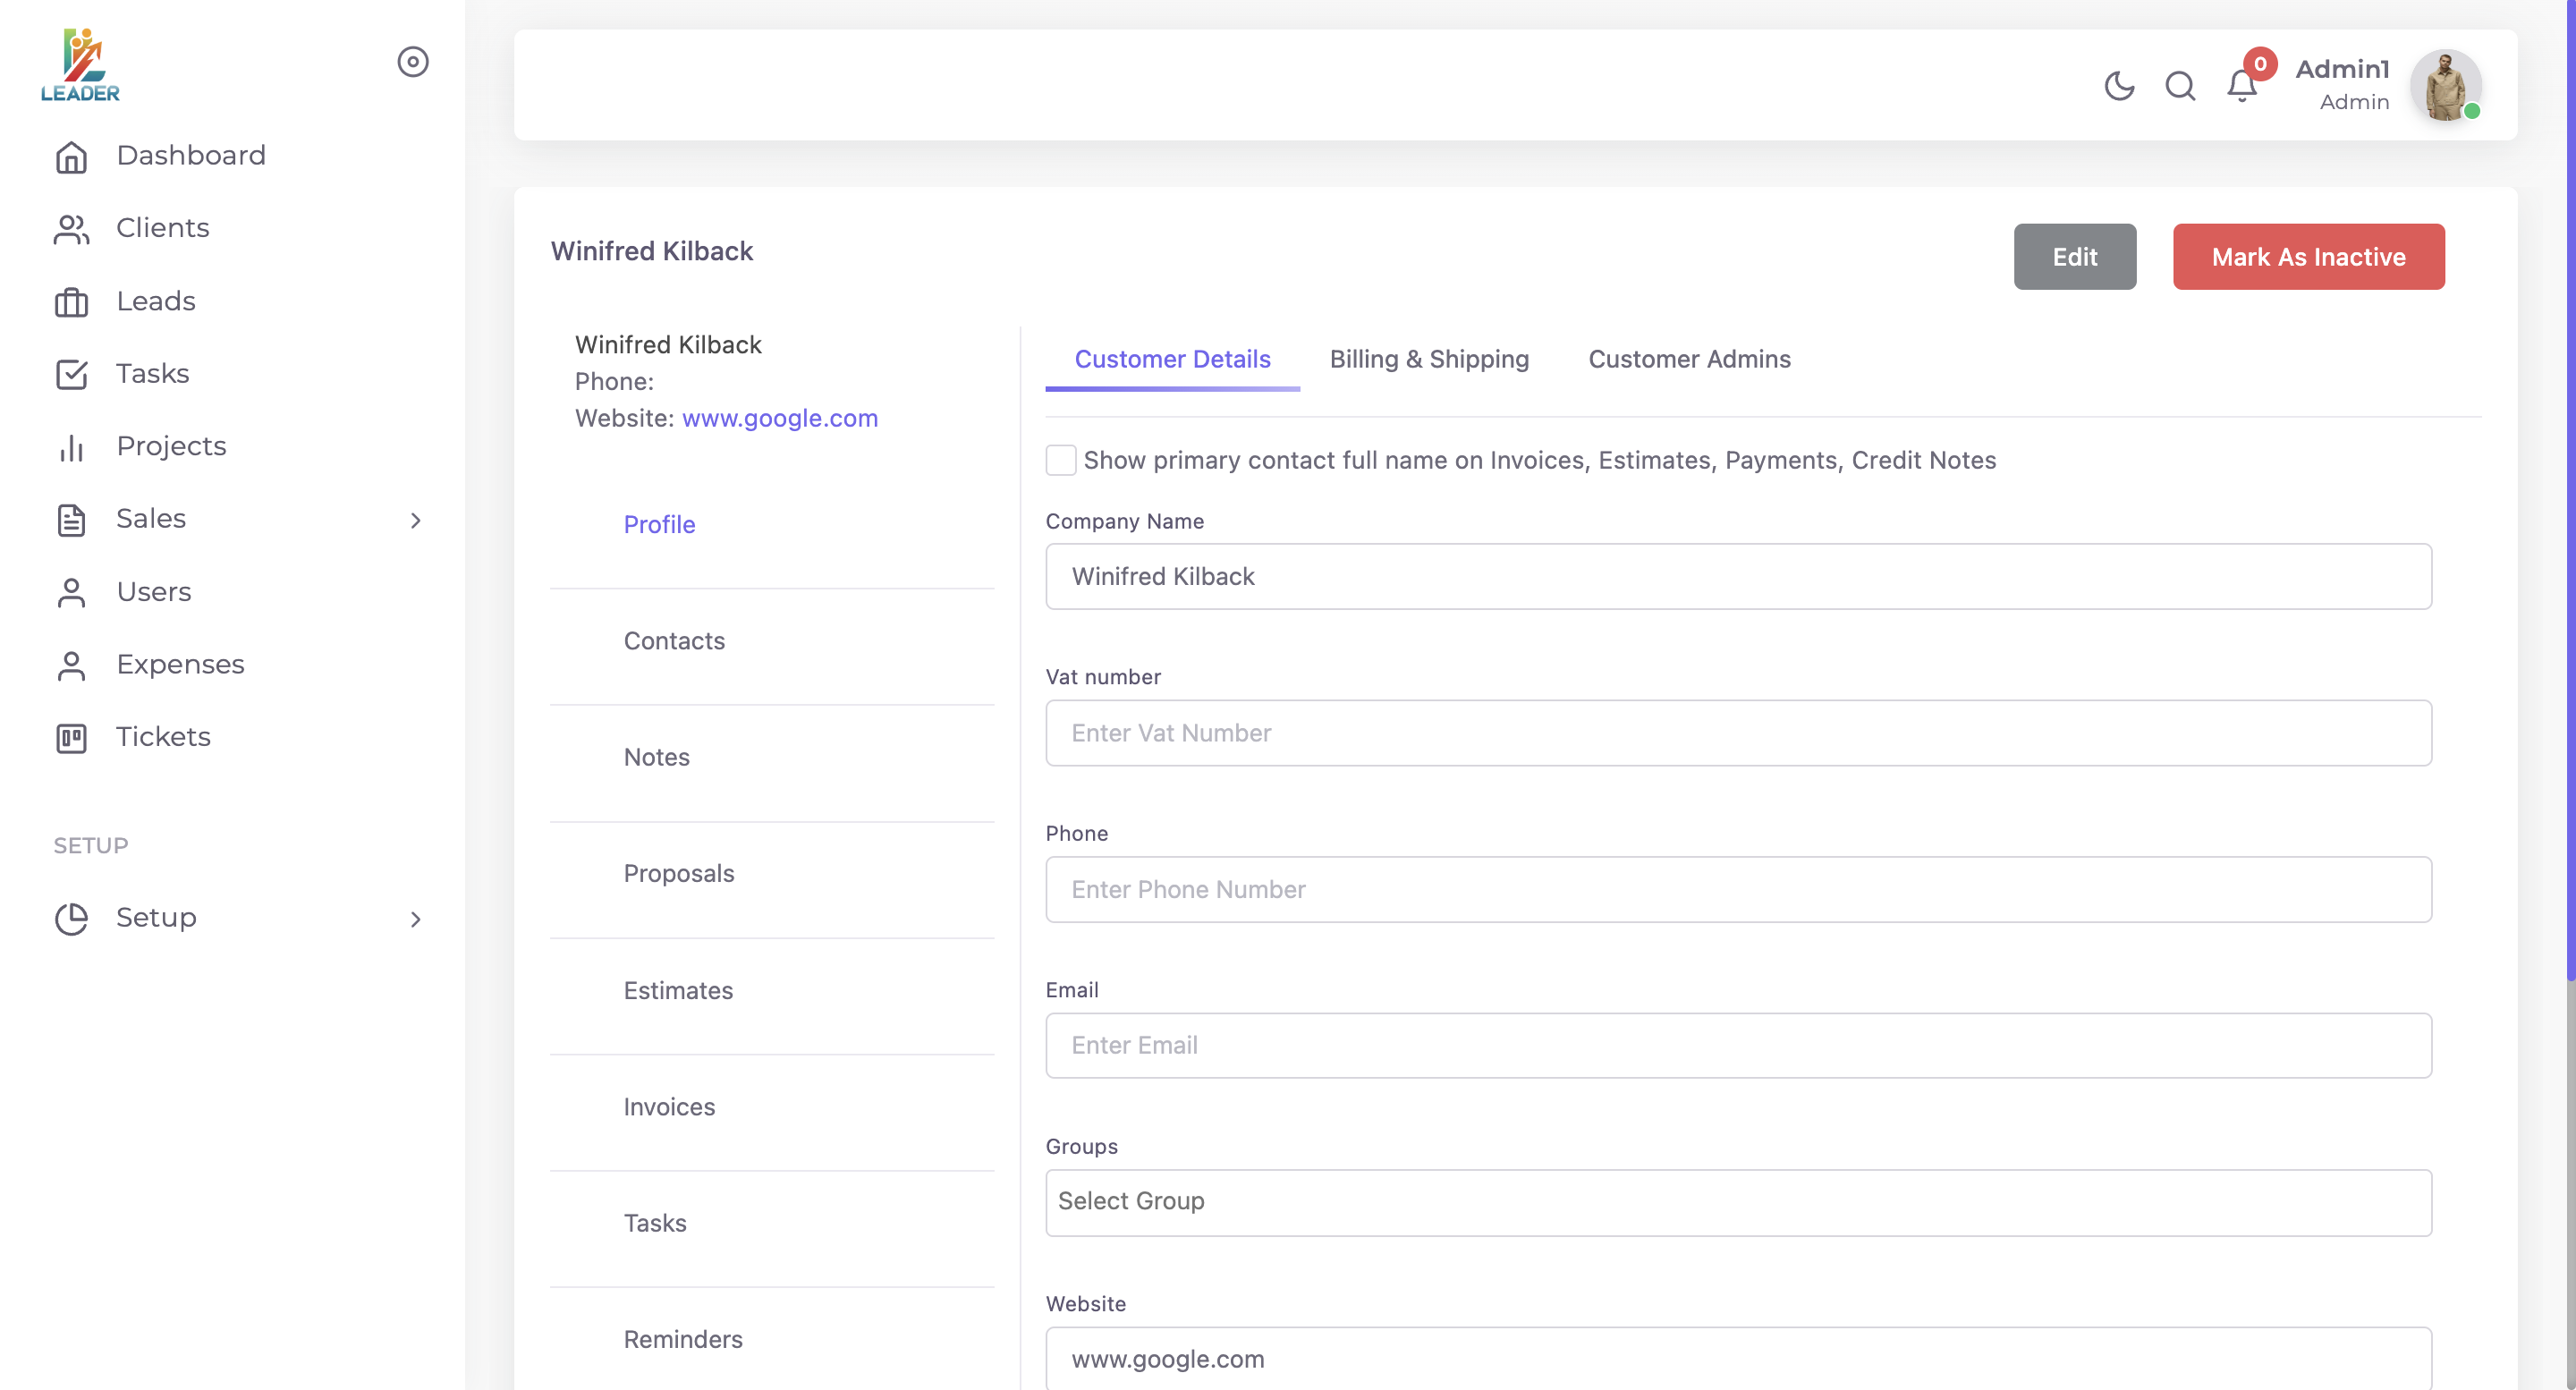 LEADER
Dashboard
Clients
Leads
Tasks
Projects
Sales
Users
Expenses
Tickets
SETUP
Setup
0
Admin1
Admin
Winifred Kilback
Edit
Mark As Inactive
Winifred Kilback
Phone:
Website: www.google.com
Profile
Contacts
Notes
Proposals
Estimates
Invoices
Tasks
Reminders
Customer Details
Billing & Shipping
Customer Admins
Show primary contact full name on Invoices, Estimates, Payments, Credit Notes
Company Name
Winifred Kilback
Vat number
Enter Vat Number
Phone
Enter Phone Number
Email
Enter Email
Groups
Select Group
Website
www.google.com